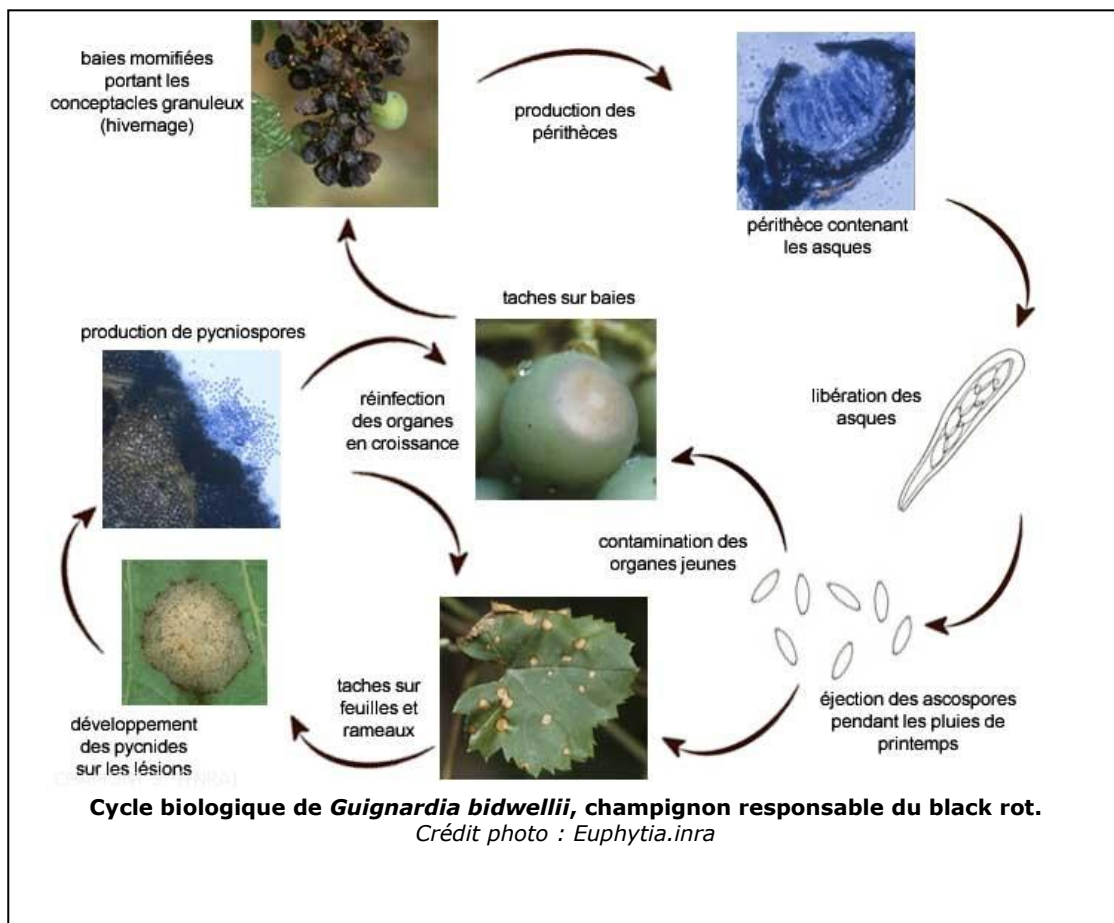 baies momifiées
portant les
conceptacles granuleux
(hivernage)
production des
périthèces
périthèce contenant
les asques
taches sur baies
production de pycniospores
réinfection
des organes
en croissance
libération des
asques
contamination des
organes jeunes
taches sur
feuilles et
rameaux
éjection des ascospores
pendant les pluies de
printemps
développement
des pycnides
sur les lésions
Cycle biologique de Guignardia bidwellii, champignon responsable du black rot.
Crédit photo : Euphytia.inra